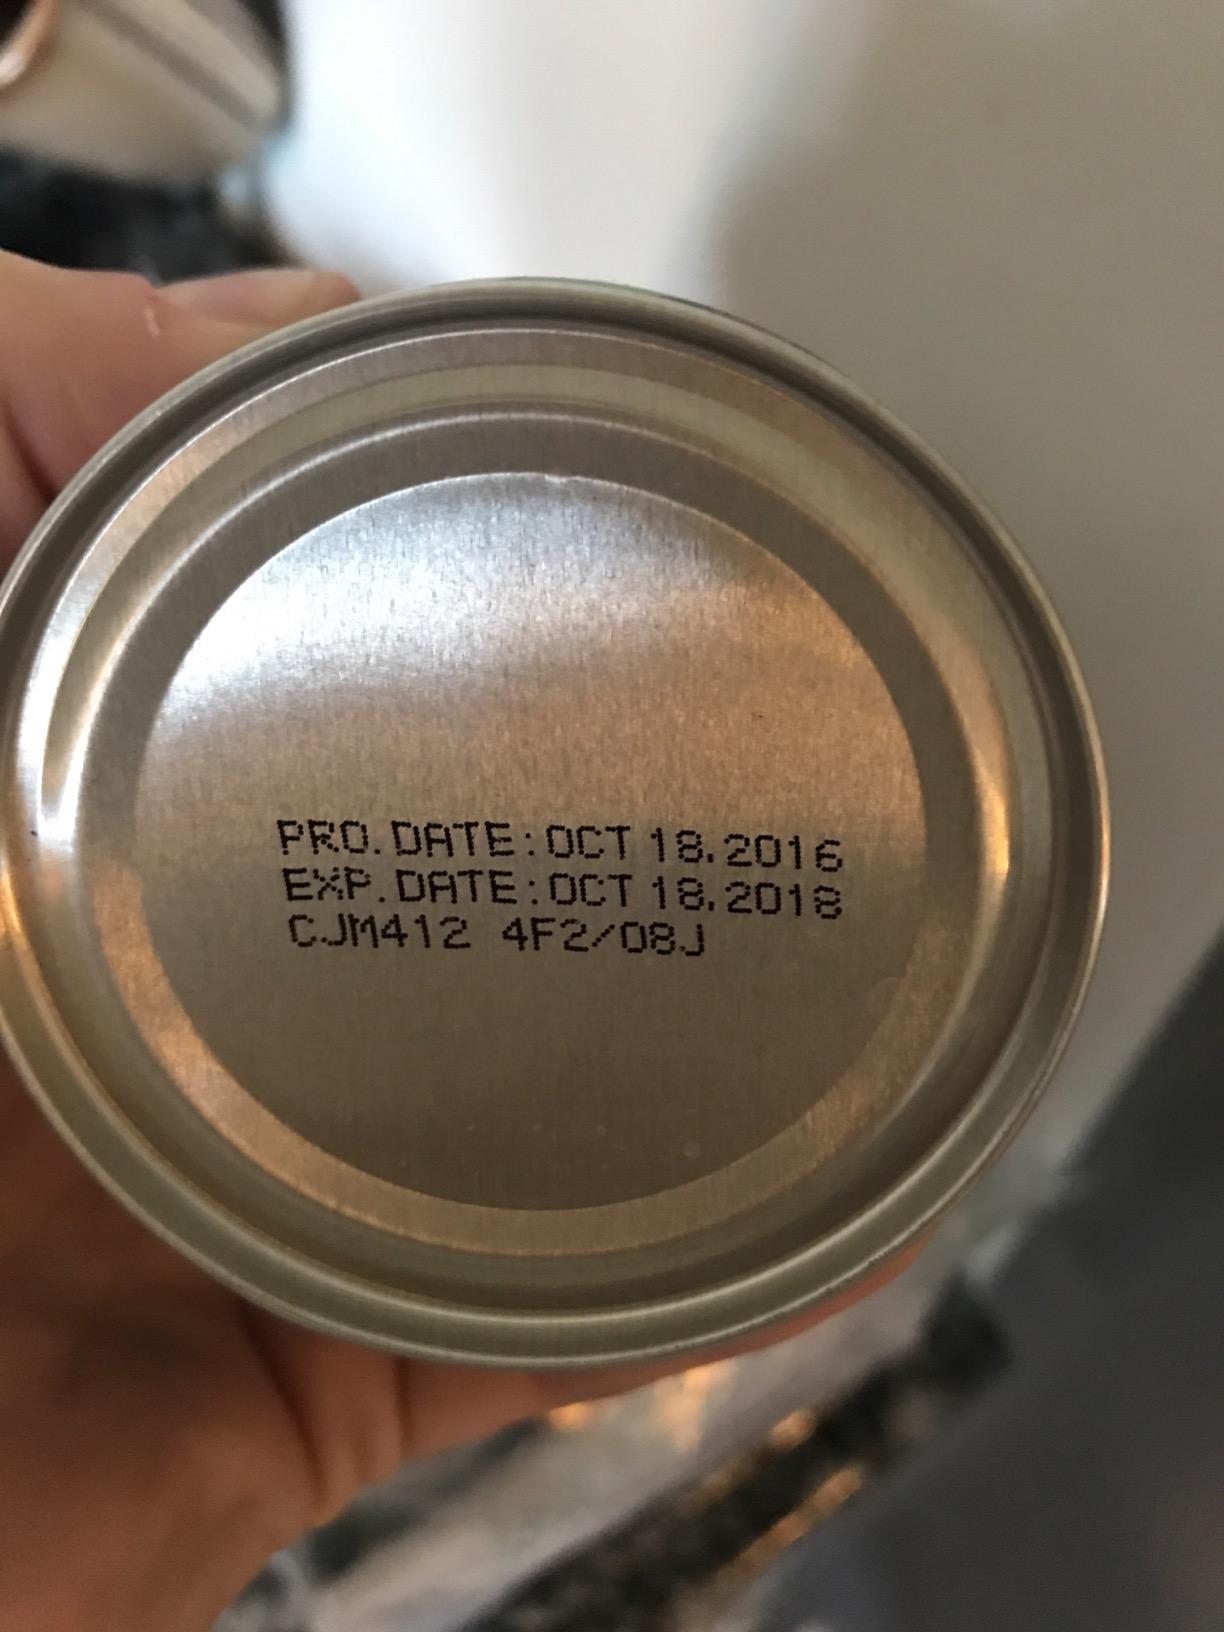 PRO.DATE:OCT 18.2016
EXP.DATE:OCT 18.2018
CJM412 4F2/08J